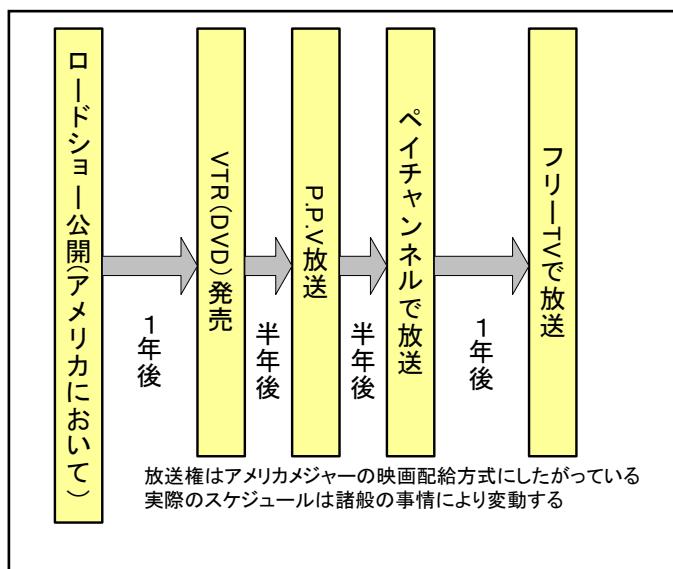 ロードショー公開(アメリカにおいて)
1年後
VTR(DVD)発売
半年後
P.P.V放送
半年後
ペイチャンネルで放送
1年後
フリーTVで放送
放送権はアメリカメジャーの映画配給方式にしたがっている
実際のスケジュールは諸般の事情により変動する